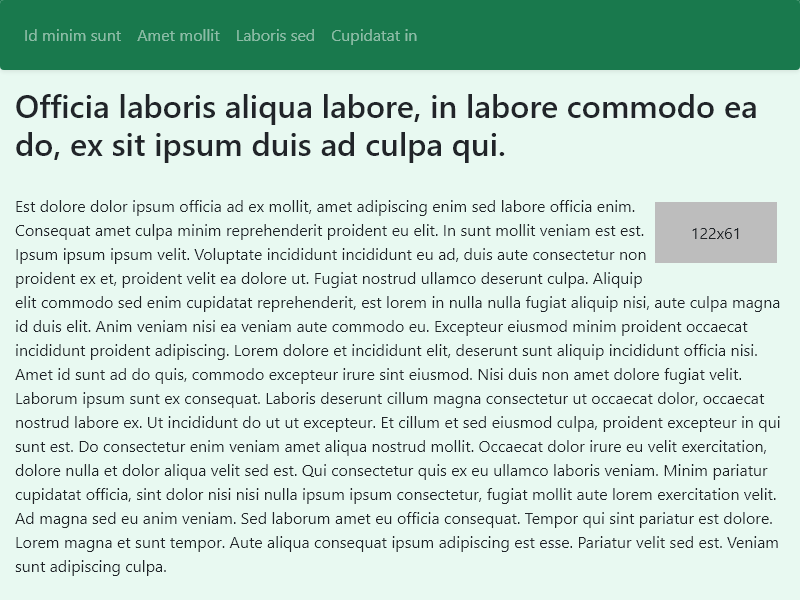 Id minim sunt Amet mollit Laboris sed Cupidatat in
Officia laboris aliqua labore, in labore commodo ea
do, ex sit ipsum duis ad culpa qui.
Est dolore dolor ipsum officia ad ex mollit, amet adipiscing enim sed labore officia enim.
Consequat amet culpa minim reprehenderit proident eu elit. In sunt mollit veniam est est.
122x61
Ipsum ipsum ipsum velit. Voluptate incididunt incididunt eu ad, duis aute consectetur non
proident ex et, proident velit ea dolore ut. Fugiat nostrud ullamco deserunt culpa. Aliquip
elit commodo sed enim cupidatat reprehenderit, est lorem in nulla nulla fugiat aliquip nisi, aute culpa magna
id duis elit. Anim veniam nisi ea veniam aute commodo eu. Excepteur eiusmod minim proident occaecat
incididunt proident adipiscing. Lorem dolore et incididunt elit, deserunt sunt aliquip incididunt officia nisi.
Amet id sunt ad do quis, commodo excepteur irure sint eiusmod. Nisi duis non amet dolore fugiat velit.
Laborum ipsum sunt ex consequat. Laboris deserunt cillum magna consectetur ut occaecat dolor, occaecat
nostrud labore ex. Ut incididunt do ut ut excepteur. Et cillum et sed eiusmod culpa, proident excepteur in qui
sunt est. Do consectetur enim veniam amet aliqua nostrud mollit. Occaecat dolor irure eu velit exercitation,
dolore nulla et dolor aliqua velit sed est. Qui consectetur quis ex eu ullamco laboris veniam. Minim pariatur
cupidatat officia, sint dolor nisi nisi nulla ipsum ipsum consectetur, fugiat mollit aute lorem exercitation velit.
Ad magna sed eu anim veniam. Sed laborum amet eu officia consequat. Tempor qui sint pariatur est dolore.
Lorem magna et sunt tempor. Aute aliqua consequat ipsum adipiscing est esse. Pariatur velit sed est. Veniam
sunt adipiscing culpa.